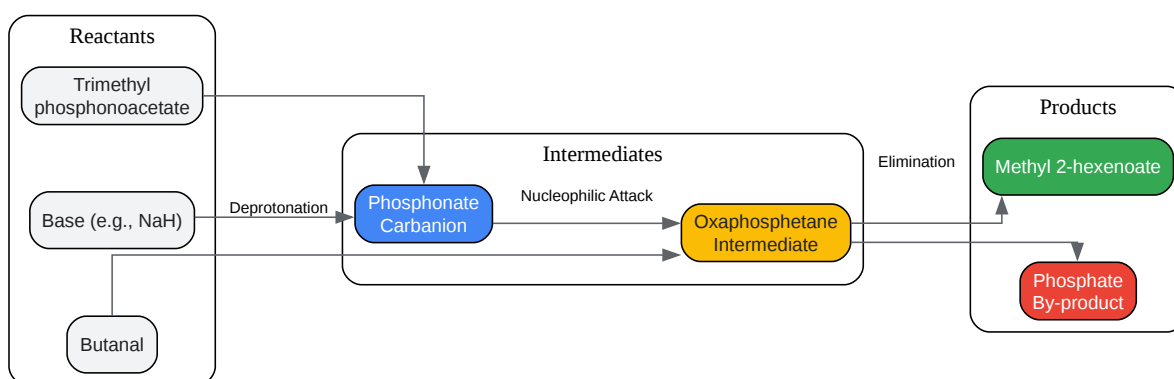 Reactants
Trimethyl
phosphonoacetate
Base (e.g., NaH)
Butanal
Deprotonation
Intermediates
Phosphonate
Carbanion
Nucleophilic Attack
Oxaphosphetane
Intermediate
Elimination
Products
Methyl 2-hexenoate
Phosphate
By-product